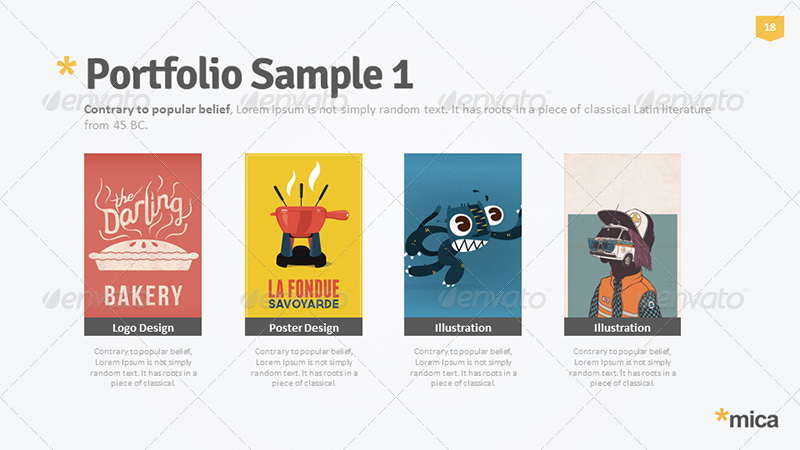 18
* Portfolio Sample 1
Contrary to popular belief, Lorem Ipsum is not simply random text. It has roots in a piece of classical Latin literature
from 45 BC.
the
Darling
BAKERY
LA FONDUE
SAVOYARDE
Logo Design
Poster Design
Illustration
Illustration
Contrary to popular belief,
Lorem Ipsum is not simply
random text. It has roots in a
piece of classical.
Contrary to popular belief,
Lorem Ipsum is not simply
random text. It has roots in a
piece of classical.
Contrary to popular belief,
Lorem Ipsum is not simply
random text. It has roots in a
piece of classical.
Contrary to popular belief,
Lorem Ipsum is not simply
random text. It has roots in a
piece of classical.
*mica
envato
envato
envato
envato
envato
envato
envato
envato